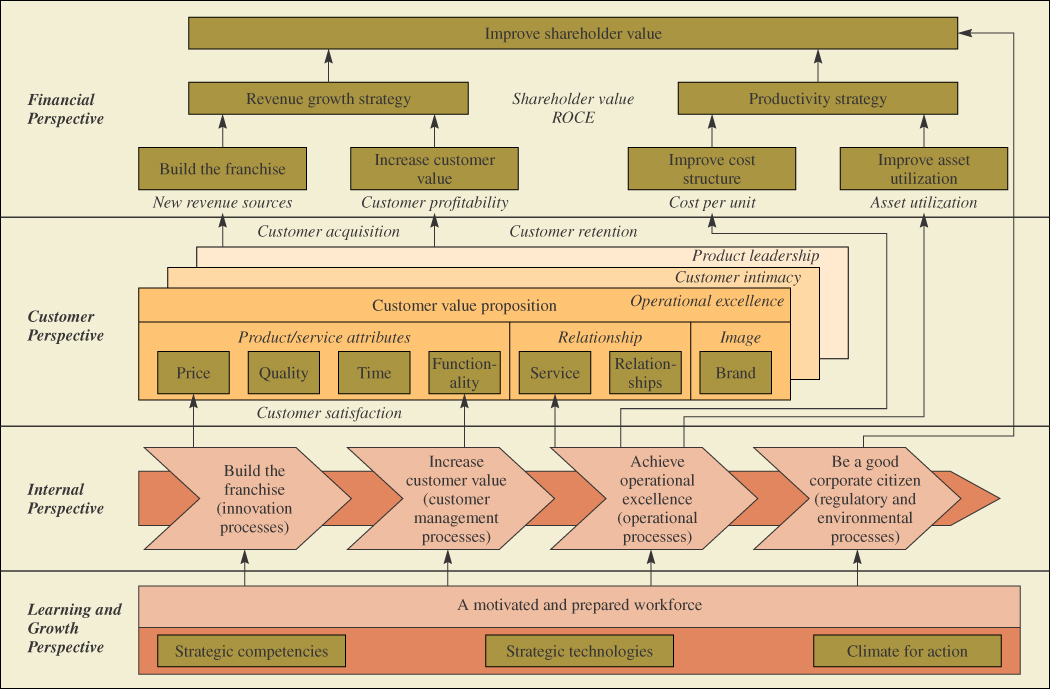 Improve shareholder value
Financial
Perspective
Revenue growth strategy
Shareholder value
ROCE
Productivity strategy
Build the franchise
Increase customer
value
Improve cost
structure
Improve asset
utilization
New revenue sources
Customer profitability
Cost per unit
Asset utilization
Customer acquisition
Customer retention
Customer
Perspective
Product leadership
Customer intimacy
Operational excellence
Customer value proposition
Product/service attributes
Relationship
Image
Price
Quality
Time
Function-
ality
Service
Relation-
ships
Brand
Customer satisfaction
Internal
Perspective
Build the
franchise
(innovation
processes)
Increase
customer value
(customer
management
processes)
Achieve
operational
excellence
(operational
processes)
Be a good
corporate citizen
(regulatory and
environmental
processes)
Learning and
Growth
Perspective
A motivated and prepared workforce
Strategic competencies
Strategic technologies
Climate for action